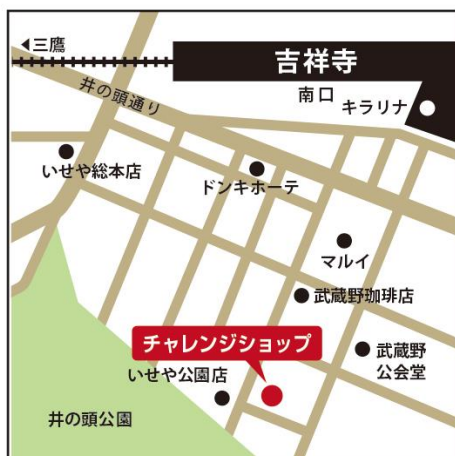 ◀三鷹
吉祥寺
南口
キラリナ
井の頭通り
いせや総本店
ドンキホーテ
マルイ
武蔵野珈琲店
チャレンジショップ
武蔵野
公会堂
いせや公園店
井の頭公園